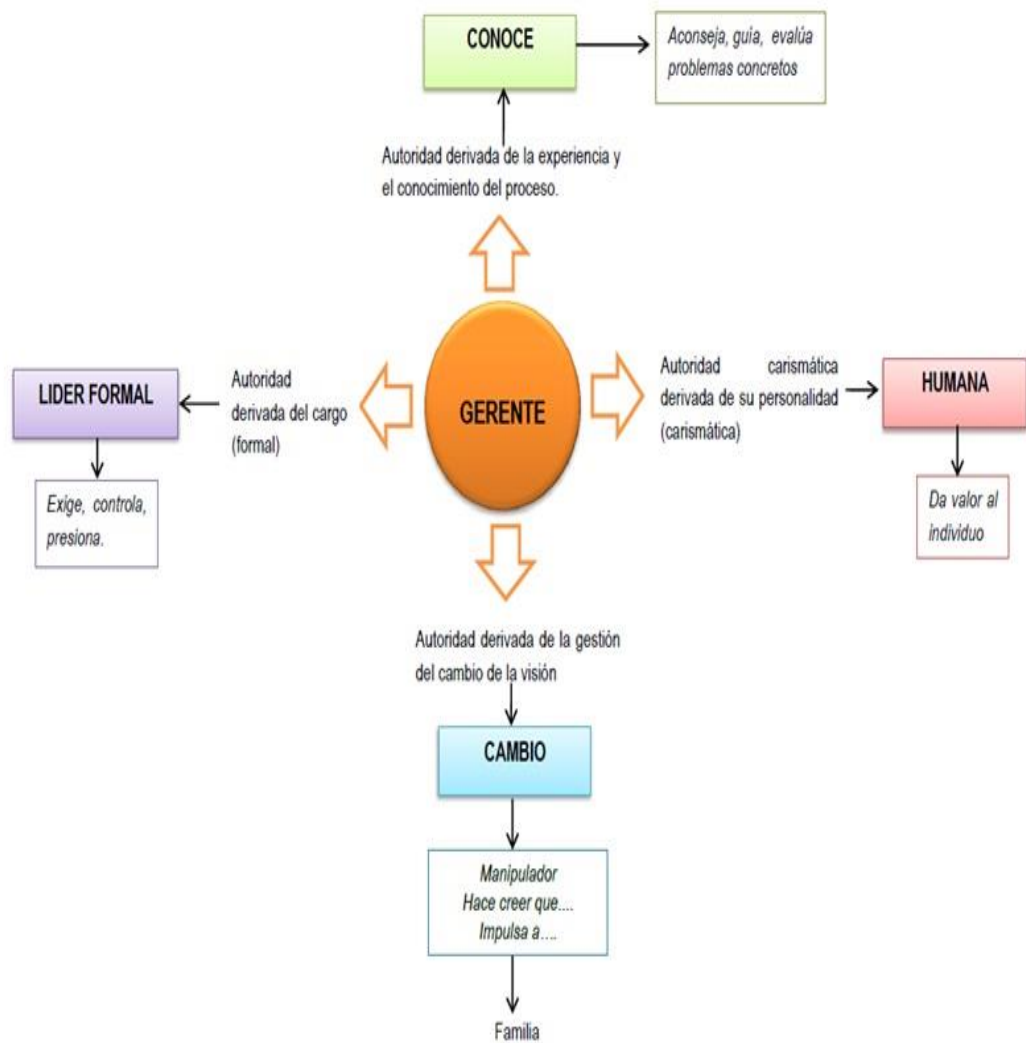 CONOCE
Aconseja, guía, evalúa
problemas concretos
Autoridad derivada de la experiencia y
el conocimiento del proceso.
LIDER FORMAL
Autoridad
derivada del cargo
(formal)
GERENTE
Autoridad carismática
derivada de su personalidad
(carismática)
HUMANA
Exige, controla,
presiona.
Da valor al
individuo
Autoridad derivada de la gestión
del cambio de la visión
CAMBIO
Manipulador
Hace creer que....
Impulsa a....
Familia